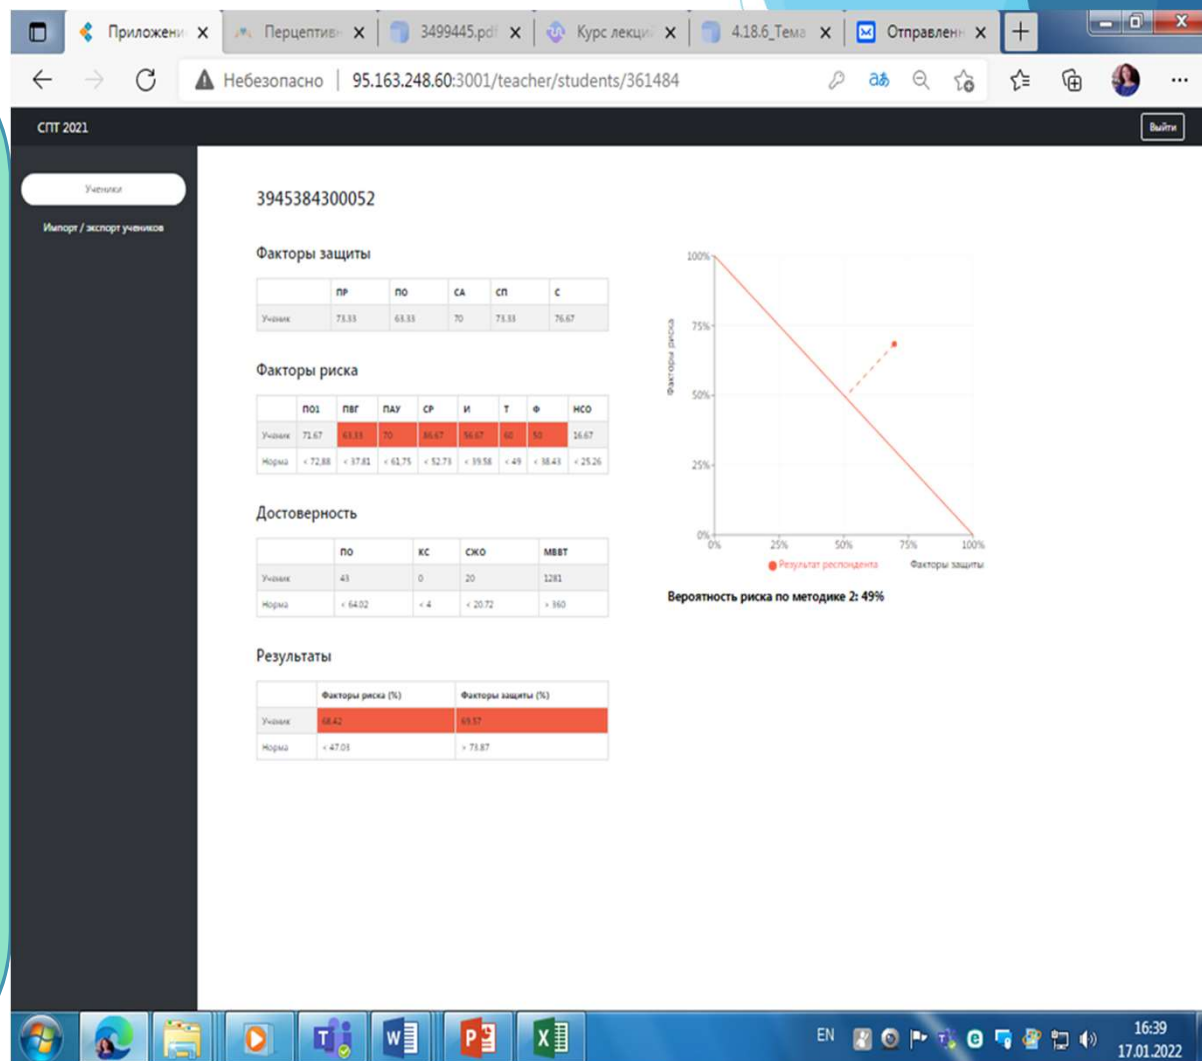 Приложени
Перцептивн
3499445.pdf
Курс лекци
4.18.6_Тема
Отправленн
Небезопасно | 95.163.248.60:3001/teacher/students/361484
СПТ 2021
Выйти
Ученики
Импорт / экспорт учеников
3945384300052
Факторы защиты
ПР ПО СА СП С
Ученик 73.33 63.33 70 73.33 76.67
Факторы риска
ПО1 ПВГ ПАУ СР И Т Ф НСО
Ученик 71.67 63.33 70 86.67 56.67 60 50 16.67
Норма < 72,88 < 37.81 < 61,75 < 52.73 < 39.58 < 49 < 38.43 < 25.26
Достоверность
ПО КС СЖО МВВТ
Ученик 43 0 20 1281
Норма < 64.02 < 4 < 20.72 > 360
Результаты
Факторы риска (%) Факторы защиты (%)
Ученик 68.42 69.57
Норма < 47.03 > 73.87
100%
75%
50%
25%
0%
Факторы риска
0% 25% 50% 75% 100%
Результат респондента Факторы защиты
Вероятность риска по методике 2: 49%
EN
16:39
17.01.2022